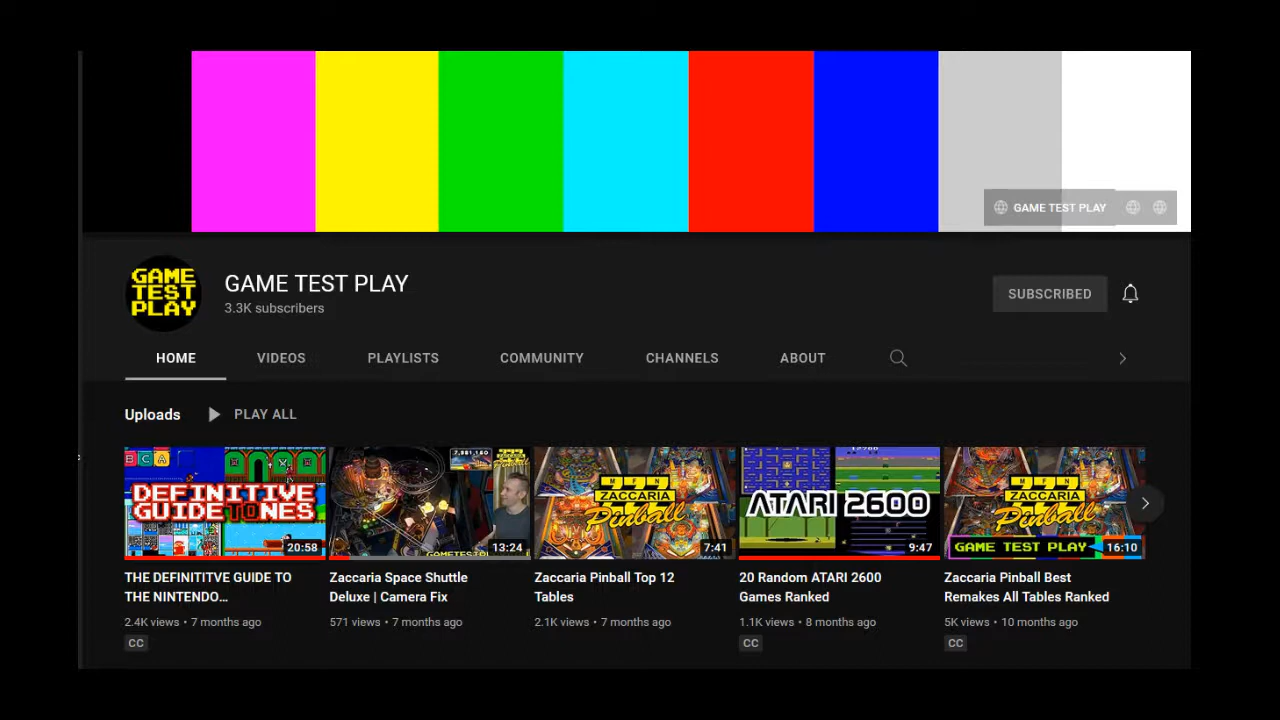 GAME TEST PLAY
GAME
TEST
PLAY
GAME TEST PLAY
3.3K subscribers
SUBSCRIBED
HOME VIDEOS PLAYLISTS COMMUNITY CHANNELS ABOUT
Uploads PLAY ALL
BCA
DEFINITIVE
GUIDE TO NES
20:58
THE DEFINITITVE GUIDE TO
THE NINTENDO...
2.4K views • 7 months ago
CC
13:24
Zaccaria Space Shuttle
Deluxe | Camera Fix
571 views • 7 months ago
ZACCARIA
Pinball
7:41
Zaccaria Pinball Top 12
Tables
2.1K views • 7 months ago
ATARI 2600
9:47
20 Random ATARI 2600
Games Ranked
1.1K views • 8 months ago
CC
ZACCARIA
Pinball
GAME TEST PLAY
16:10
Zaccaria Pinball Best
Remakes All Tables Ranked
5K views • 10 months ago
CC